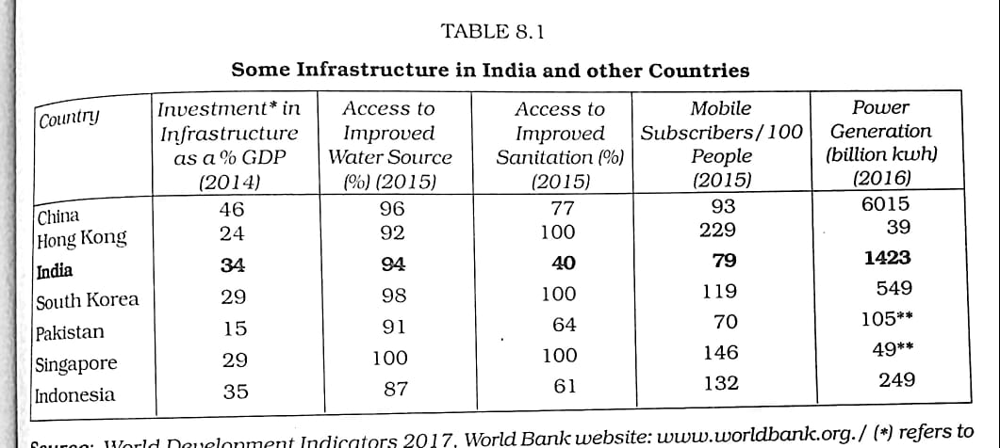 TABLE 8.1
Some Infrastructure in India and other Countries
Country | Investment* in Infrastructure as a % GDP (2014) | Access to Improved Water Source (%) (2015) | Access to Improved Sanitation (%) (2015) | Mobile Subscribers/100 People (2015) | Power Generation (billion kwh) (2016)
China 46 96 77 93 6015
Hong Kong 24 92 100 229 39
India 34 94 40 79 1423
South Korea 29 98 100 119 549
Pakistan 15 91 64 70 105**
Singapore 29 100 100 146 49**
Indonesia 35 87 61 132 249
Source: World Development Indicators 2017, World Bank website: www.worldbank.org./ (*) refers to